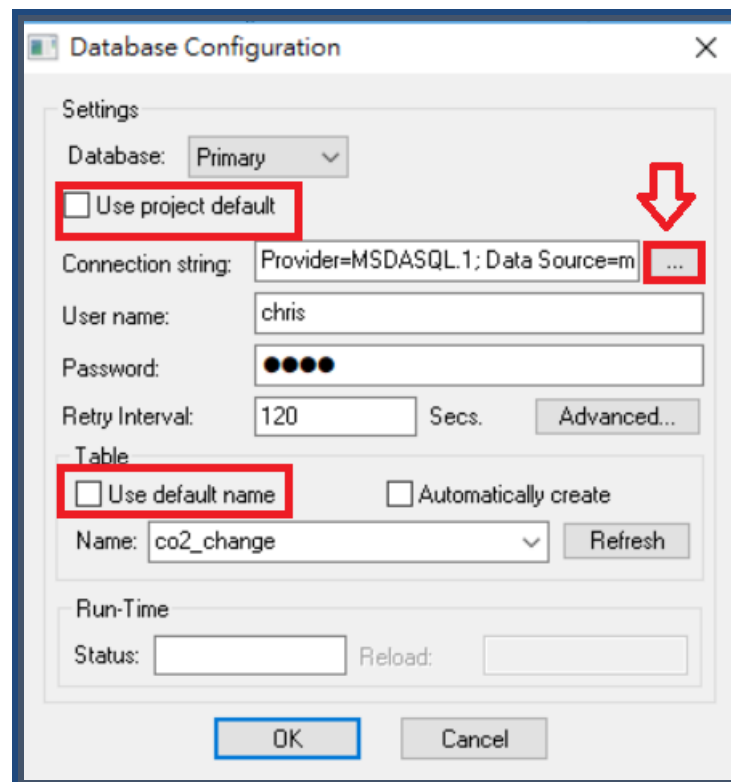 Database Configuration
Settings
Database: Primary
Use project default
Connection string: Provider=MSDASQL.1; Data Source=m ...
User name: chris
Password: ●●●●
Retry Interval: 120 Secs. Advanced...
Table
Use default name Automatically create
Name: co2_change Refresh
Run-Time
Status: Reload:
OK Cancel